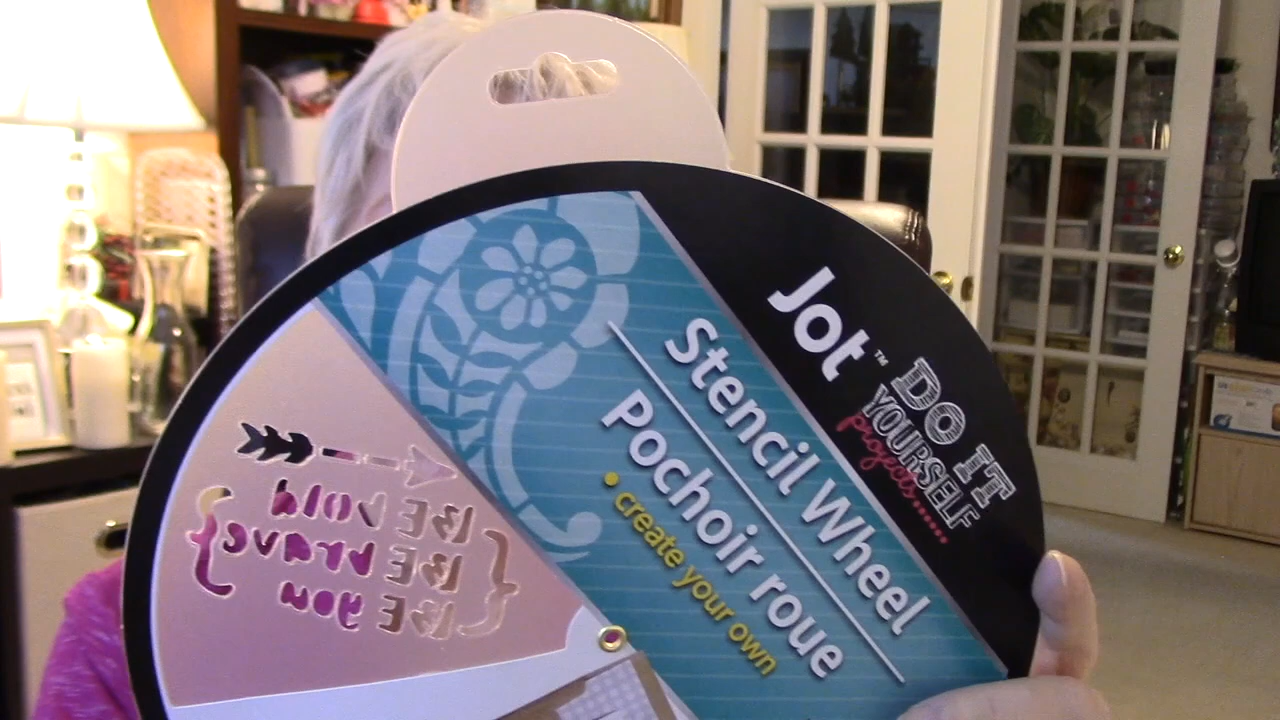 Jot™
DO IT
YOURSELF
projects......
Stencil Wheel
Pochoir roue
• create your own
BE bold
BE brave
BE you